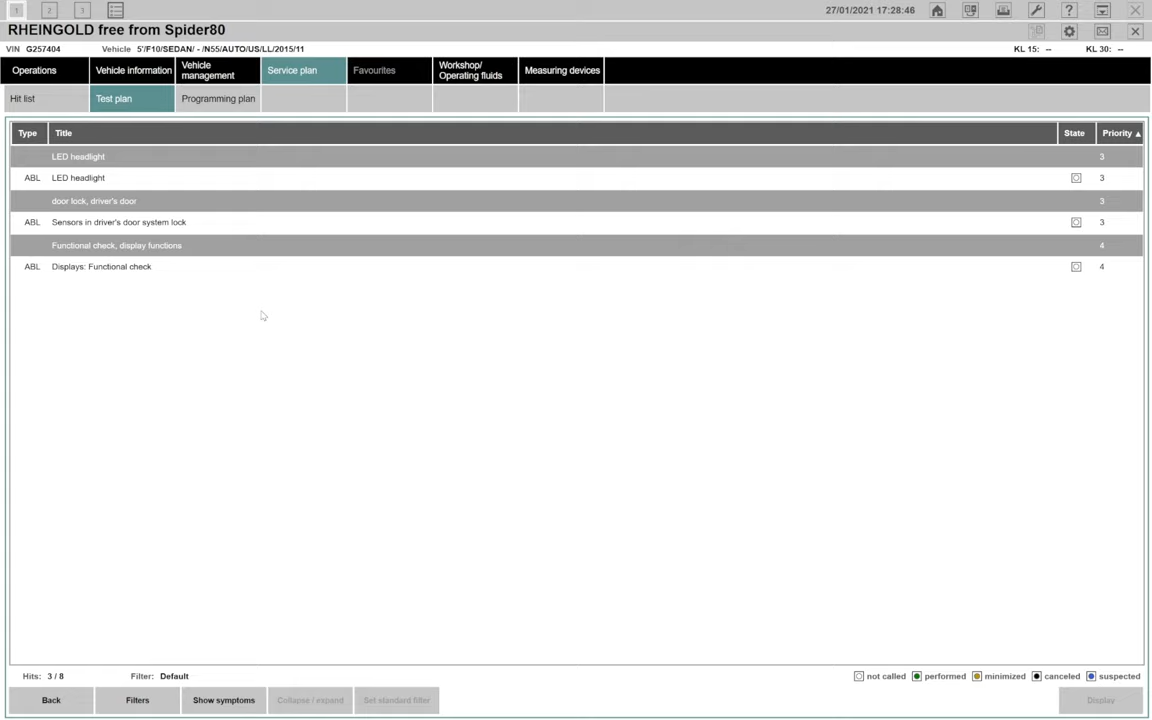 1 2 3 27/01/2021 17:28:46 ?
RHEINGOLD free from Spider80
VIN G257404 Vehicle 5'/F10/SEDAN/ - /N55/AUTO/US/LL/2015/11 KL 15: -- KL 30: --
Operations Vehicle information Vehicle management Service plan Favourites Workshop/ Operating fluids Measuring devices
Hit list Test plan Programming plan
Type Title State Priority ▲
LED headlight 3
ABL LED headlight 3
door lock, driver's door 3
ABL Sensors in driver's door system lock 3
Functional check, display functions 4
ABL Displays: Functional check 4
Hits: 3 / 8 Filter: Default not called performed minimized canceled suspected
Back Filters Show symptoms Collapse / expand Set standard filter Display